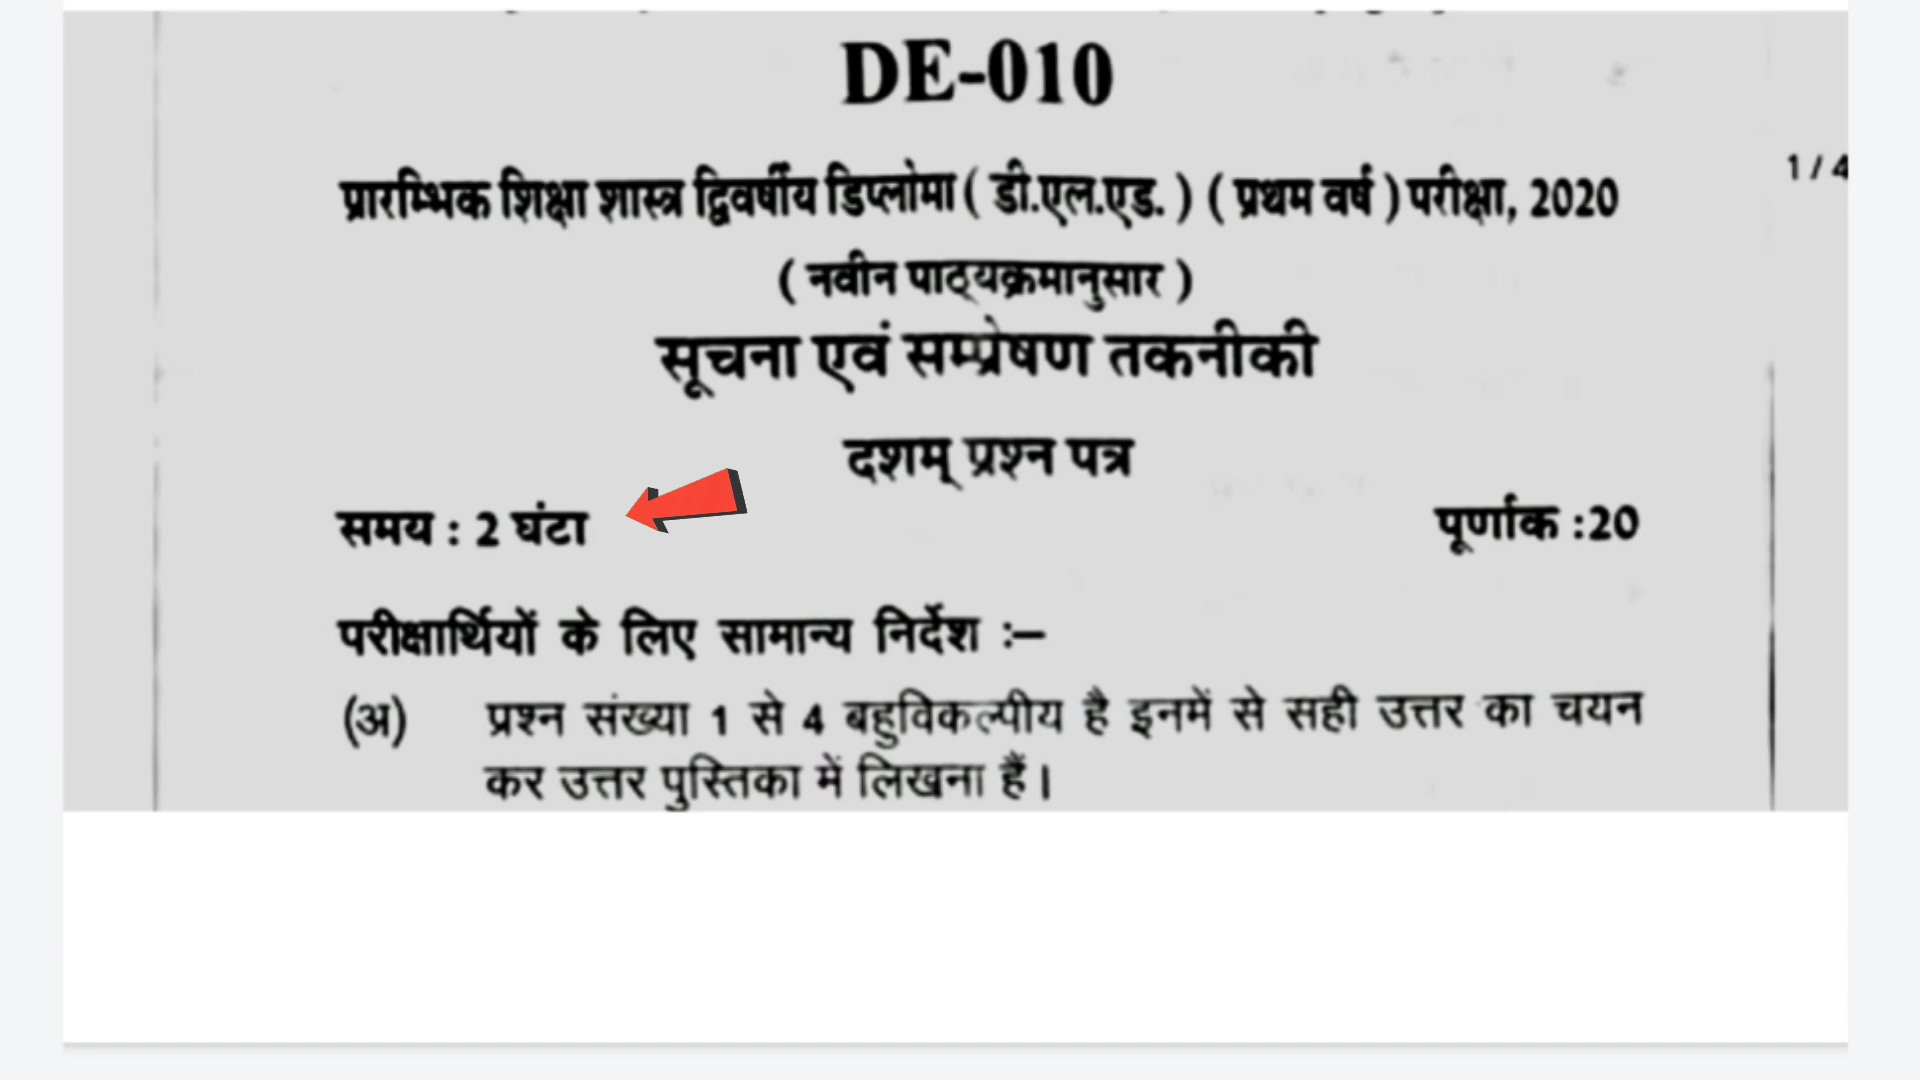 DE-010
प्रारम्भिक शिक्षा शास्त्र द्विवर्षीय डिप्लोमा ( डी.एल.एड. ) ( प्रथम वर्ष ) परीक्षा, 2020
1 / 4
( नवीन पाठ्यक्रमानुसार )
सूचना एवं सम्प्रेषण तकनीकी
दशम् प्रश्न पत्र
समय : 2 घंटा
पूर्णांक :20
परीक्षार्थियों के लिए सामान्य निर्देश :–
(अ) प्रश्न संख्या 1 से 4 बहुविकल्पीय है इनमें से सही उत्तर का चयन
कर उत्तर पुस्तिका में लिखना हैं।